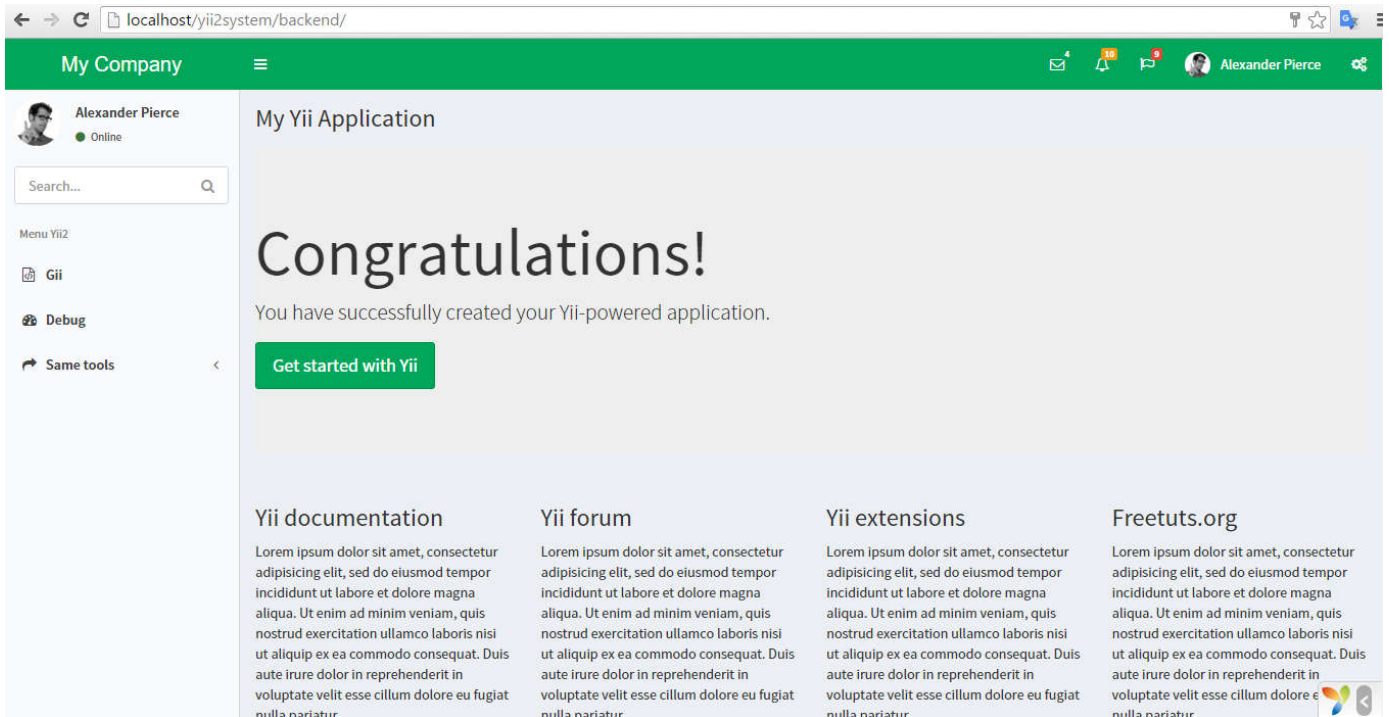 localhost/yii2system/backend/
My Company
4
10
9
Alexander Pierce
Alexander Pierce
Online
Search...
Menu Yii2
Gii
Debug
Same tools
My Yii Application
Congratulations!
You have successfully created your Yii-powered application.
Get started with Yii
Yii documentation
Lorem ipsum dolor sit amet, consectetur
adipisicing elit, sed do eiusmod tempor
incididunt ut labore et dolore magna
aliqua. Ut enim ad minim veniam, quis
nostrud exercitation ullamco laboris nisi
ut aliquip ex ea commodo consequat. Duis
aute irure dolor in reprehenderit in
voluptate velit esse cillum dolore eu fugiat
nulla pariatur
Yii forum
Lorem ipsum dolor sit amet, consectetur
adipisicing elit, sed do eiusmod tempor
incididunt ut labore et dolore magna
aliqua. Ut enim ad minim veniam, quis
nostrud exercitation ullamco laboris nisi
ut aliquip ex ea commodo consequat. Duis
aute irure dolor in reprehenderit in
voluptate velit esse cillum dolore eu fugiat
nulla pariatur
Yii extensions
Lorem ipsum dolor sit amet, consectetur
adipisicing elit, sed do eiusmod tempor
incididunt ut labore et dolore magna
aliqua. Ut enim ad minim veniam, quis
nostrud exercitation ullamco laboris nisi
ut aliquip ex ea commodo consequat. Duis
aute irure dolor in reprehenderit in
voluptate velit esse cillum dolore eu fugiat
nulla pariatur
Freetuts.org
Lorem ipsum dolor sit amet, consectetur
adipisicing elit, sed do eiusmod tempor
incididunt ut labore et dolore magna
aliqua. Ut enim ad minim veniam, quis
nostrud exercitation ullamco laboris nisi
ut aliquip ex ea commodo consequat. Duis
aute irure dolor in reprehenderit in
voluptate velit esse cillum dolore e
nulla pariatur